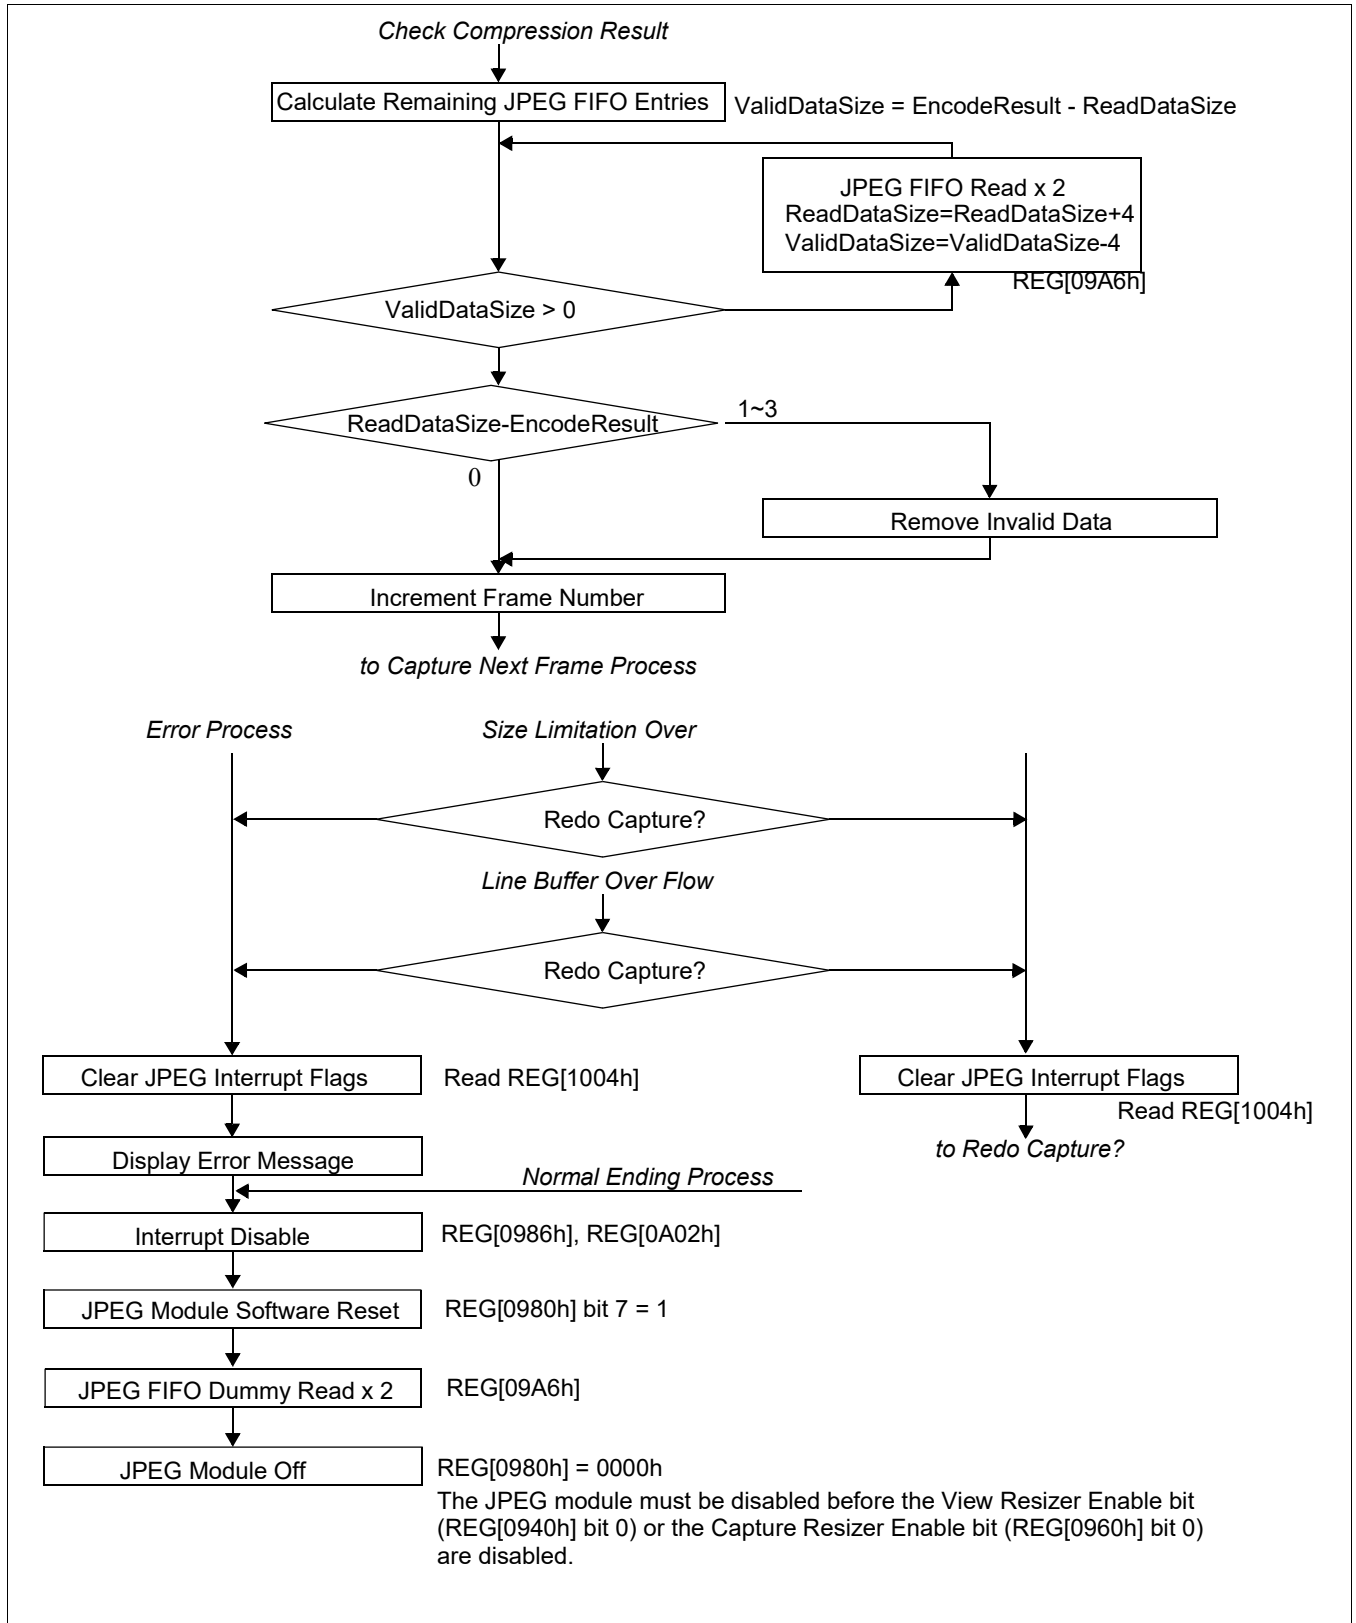 Check Compression Result
Calculate Remaining JPEG FIFO Entries
ValidDataSize = EncodeResult - ReadDataSize
JPEG FIFO Read x 2
ReadDataSize=ReadDataSize+4
ValidDataSize=ValidDataSize-4
REG[09A6h]
ValidDataSize > 0
ReadDataSize-EncodeResult
1~3
0
Remove Invalid Data
Increment Frame Number
to Capture Next Frame Process
Error Process
Size Limitation Over
Redo Capture?
Line Buffer Over Flow
Redo Capture?
Clear JPEG Interrupt Flags
Read REG[1004h]
Clear JPEG Interrupt Flags
Read REG[1004h]
to Redo Capture?
Display Error Message
Normal Ending Process
Interrupt Disable
REG[0986h], REG[0A02h]
JPEG Module Software Reset
REG[0980h] bit 7 = 1
JPEG FIFO Dummy Read x 2
REG[09A6h]
JPEG Module Off
REG[0980h] = 0000h
The JPEG module must be disabled before the View Resizer Enable bit
(REG[0940h] bit 0) or the Capture Resizer Enable bit (REG[0960h] bit 0)
are disabled.